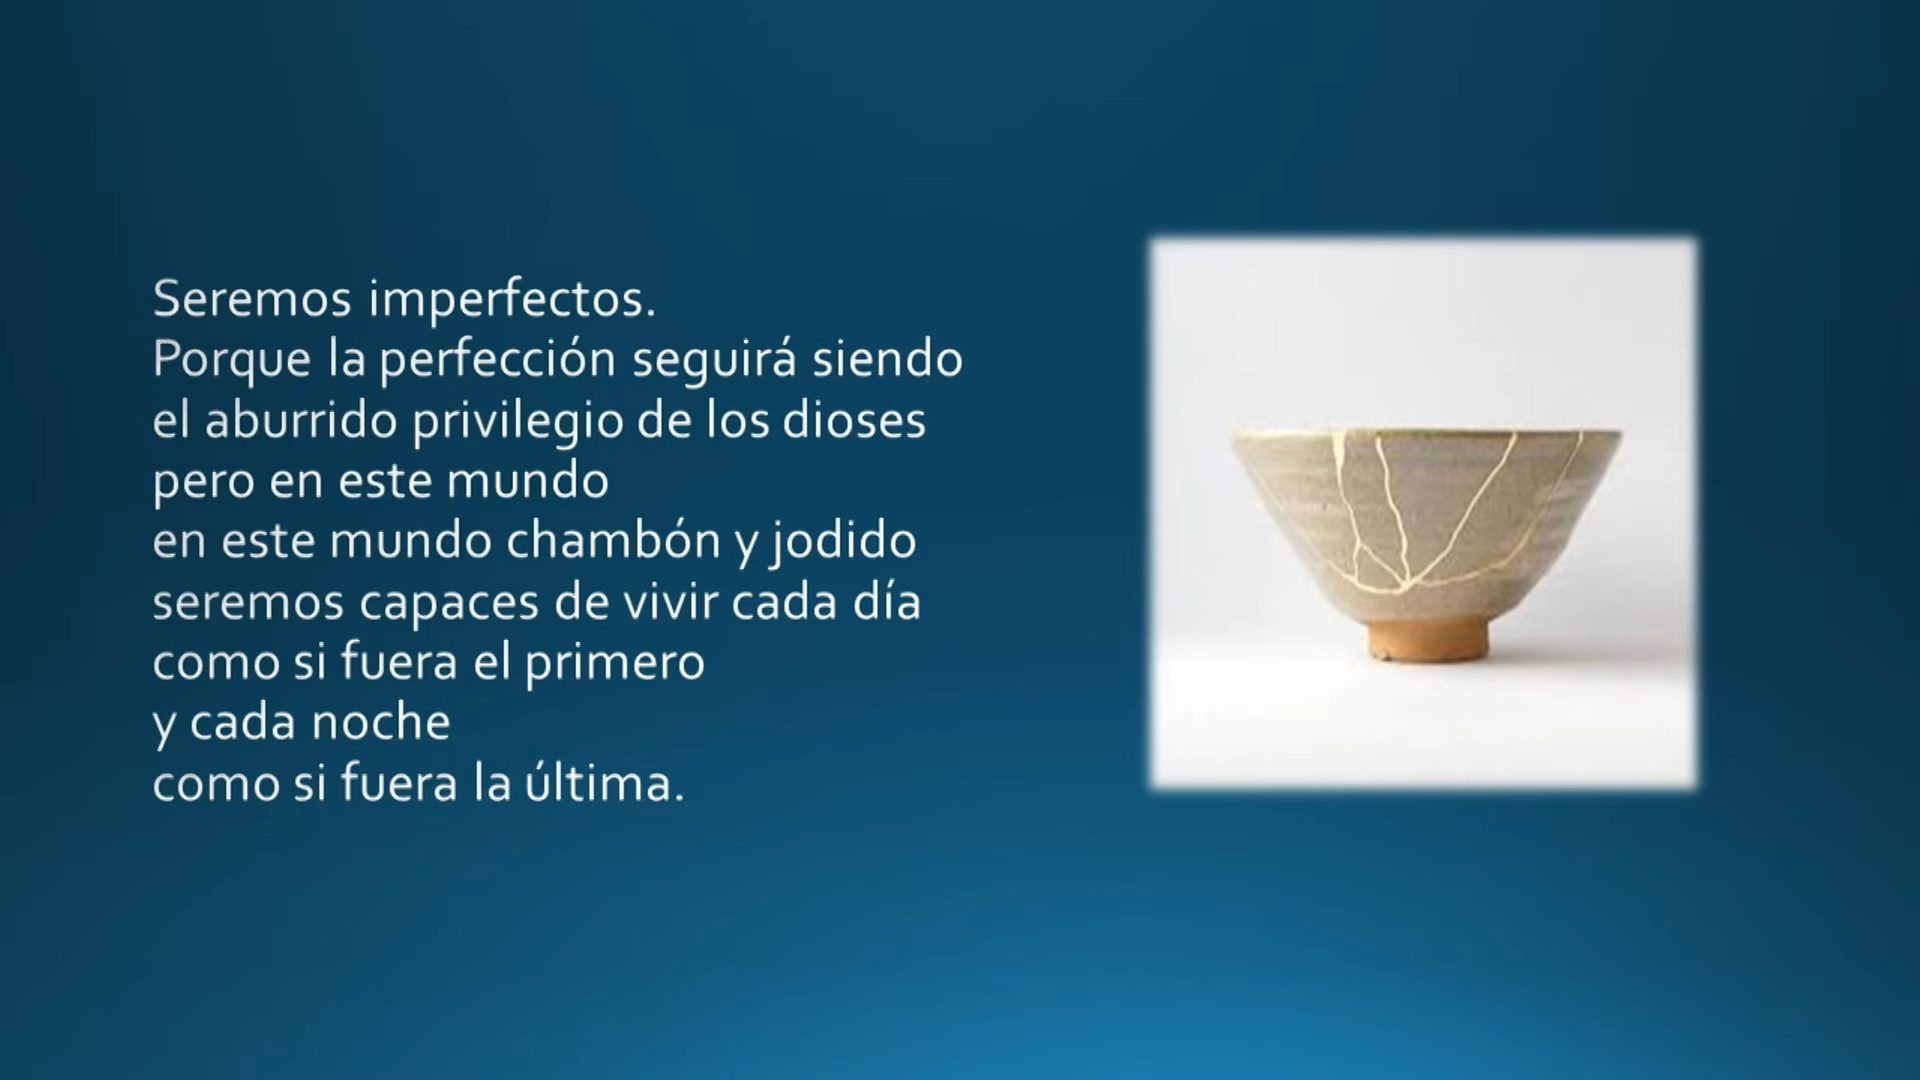 Seremos imperfectos.
Porque la perfección seguirá siendo
el aburrido privilegio de los dioses
pero en este mundo
en este mundo chambón y jodido
seremos capaces de vivir cada día
como si fuera el primero
y cada noche
como si fuera la última.